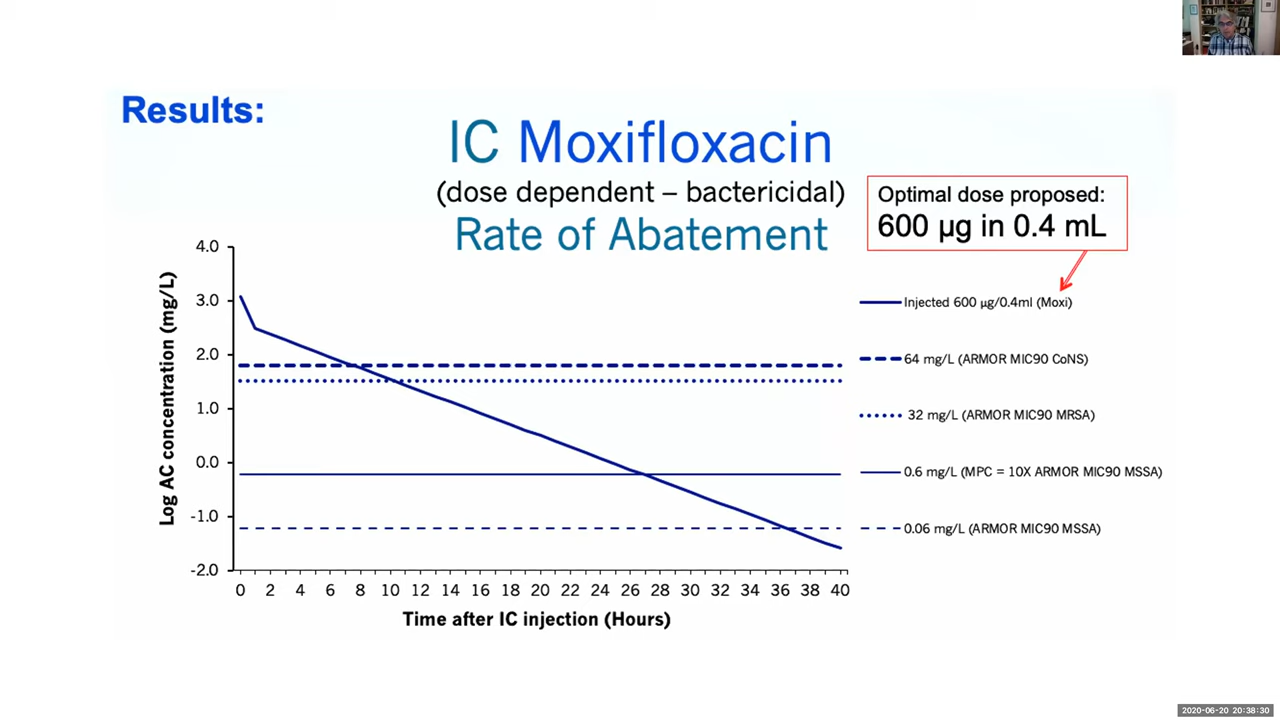 Results:
IC Moxifloxacin
(dose dependent – bactericidal)
Rate of Abatement
Optimal dose proposed:
600 µg in 0.4 mL
Log AC concentration (mg/L)
4.0
3.0
2.0
1.0
0.0
-1.0
-2.0
0 2 4 6 8 10 12 14 16 18 20 22 24 26 28 30 32 34 36 38 40
Time after IC injection (Hours)
Injected 600 µg/0.4ml (Moxi)
64 mg/L (ARMOR MIC90 CoNS)
32 mg/L (ARMOR MIC90 MRSA)
0.6 mg/L (MPC = 10X ARMOR MIC90 MSSA)
0.06 mg/L (ARMOR MIC90 MSSA)
2020-06-20 20:38:30